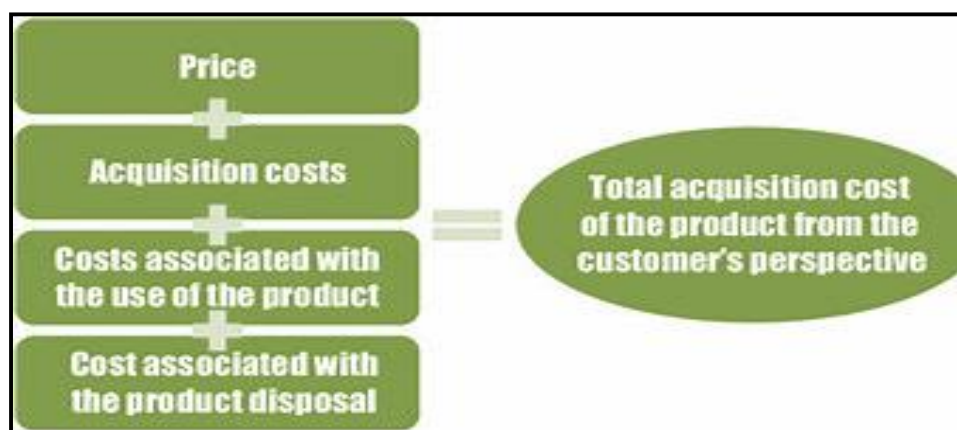 Price
+
Acquisition costs
+
Costs associated with
the use of the product
+
Cost associated with
the product disposal
=
Total acquisition cost
of the product from the
customer's perspective